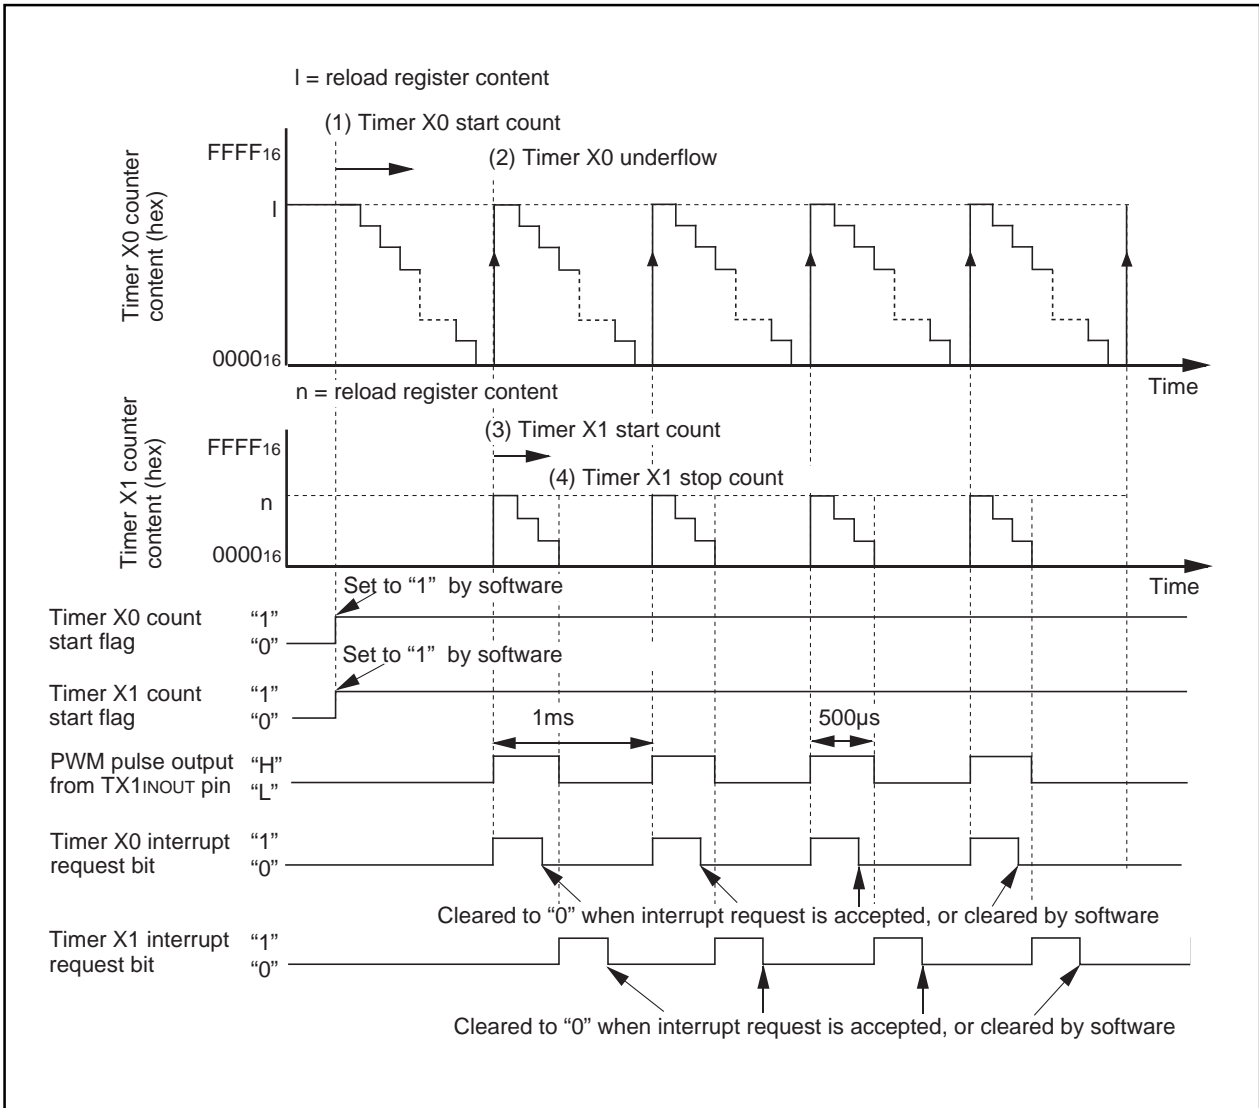 l = reload register content
(1) Timer X0 start count
FFFF16
(2) Timer X0 underflow
Timer X0 counter
content (hex)
l
000016
Time
n = reload register content
(3) Timer X1 start count
FFFF16
(4) Timer X1 stop count
Timer X1 counter
content (hex)
n
000016
Time
Set to “1” by software
Timer X0 count
start flag
“1”
“0”
Set to “1” by software
Timer X1 count
start flag
“1”
“0”
1ms
500µs
PWM pulse output
from TX1INOUT pin
“H”
“L”
Timer X0 interrupt
request bit
“1”
“0”
Cleared to “0” when interrupt request is accepted, or cleared by software
Timer X1 interrupt
request bit
“1”
“0”
Cleared to “0” when interrupt request is accepted, or cleared by software